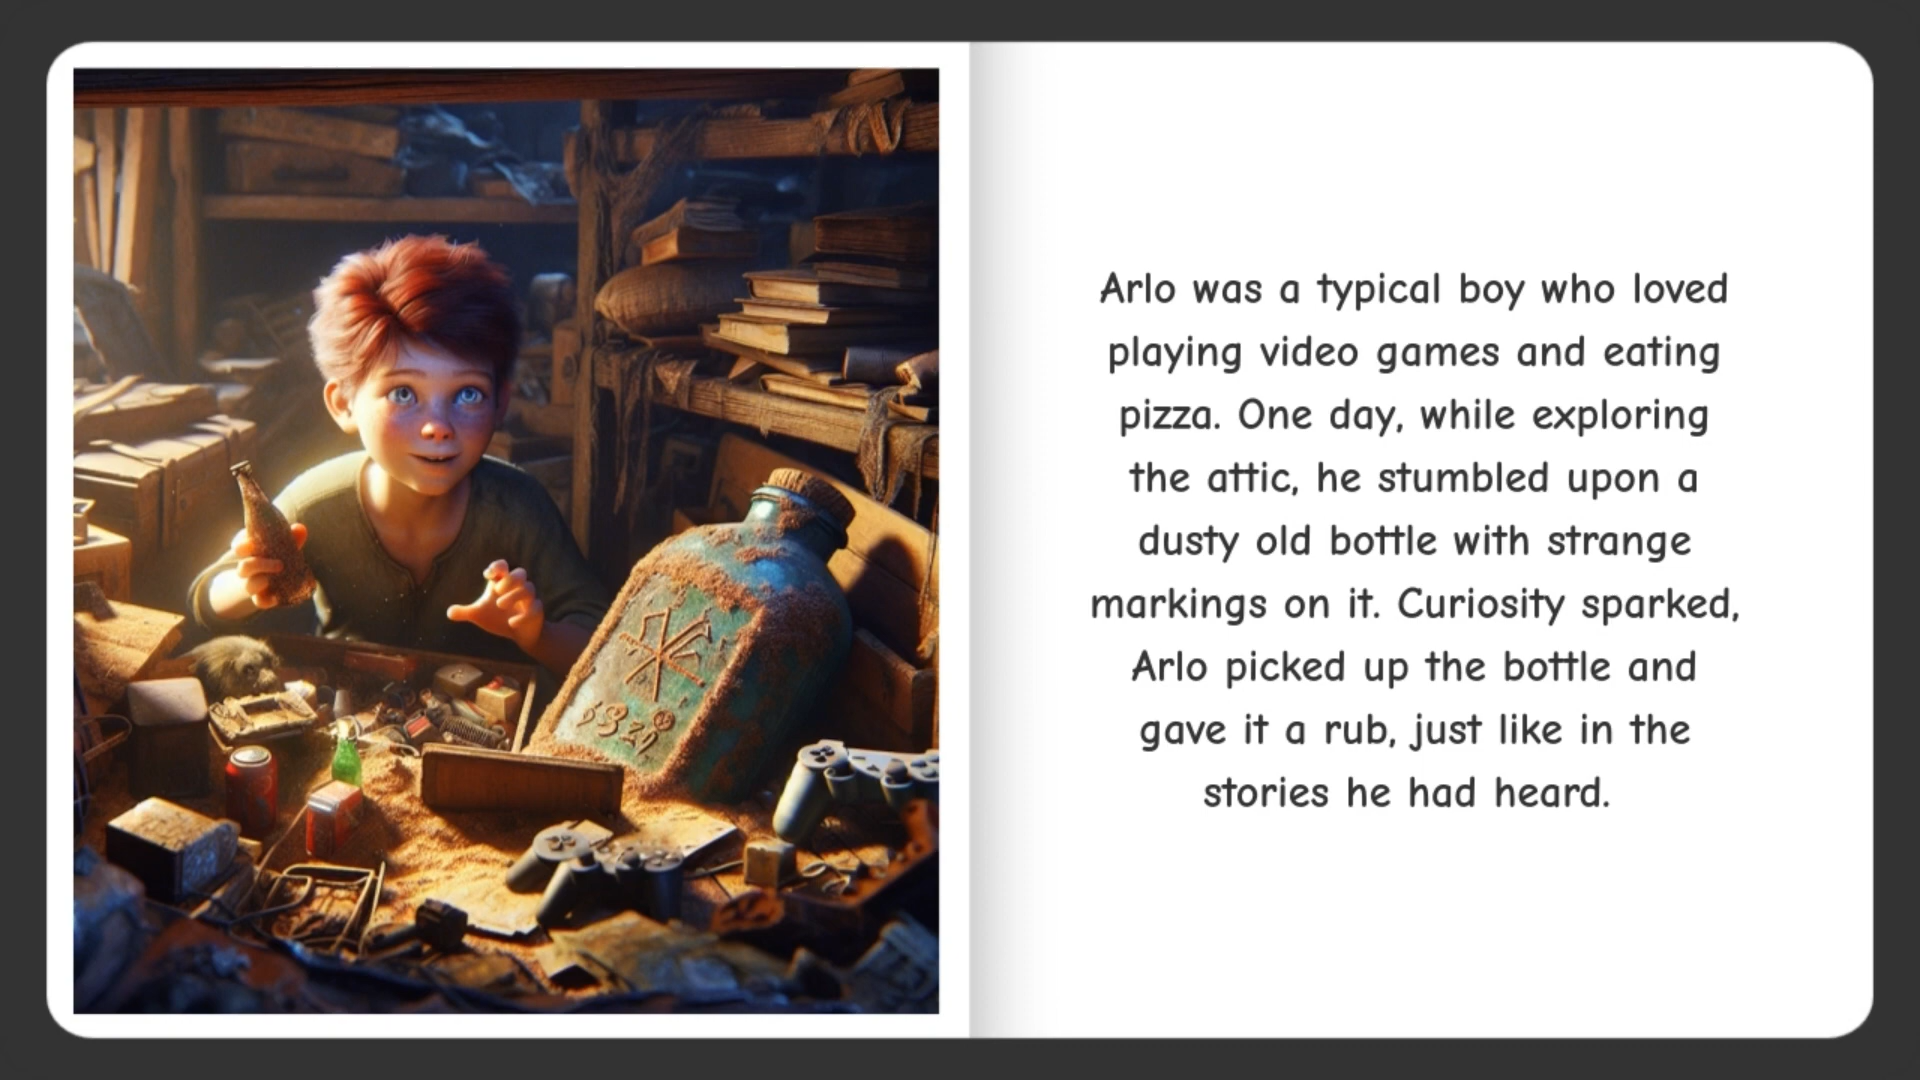 Arlo was a typical boy who loved
playing video games and eating
pizza. One day, while exploring
the attic, he stumbled upon a
dusty old bottle with strange
markings on it. Curiosity sparked,
Arlo picked up the bottle and
gave it a rub, just like in the
stories he had heard.